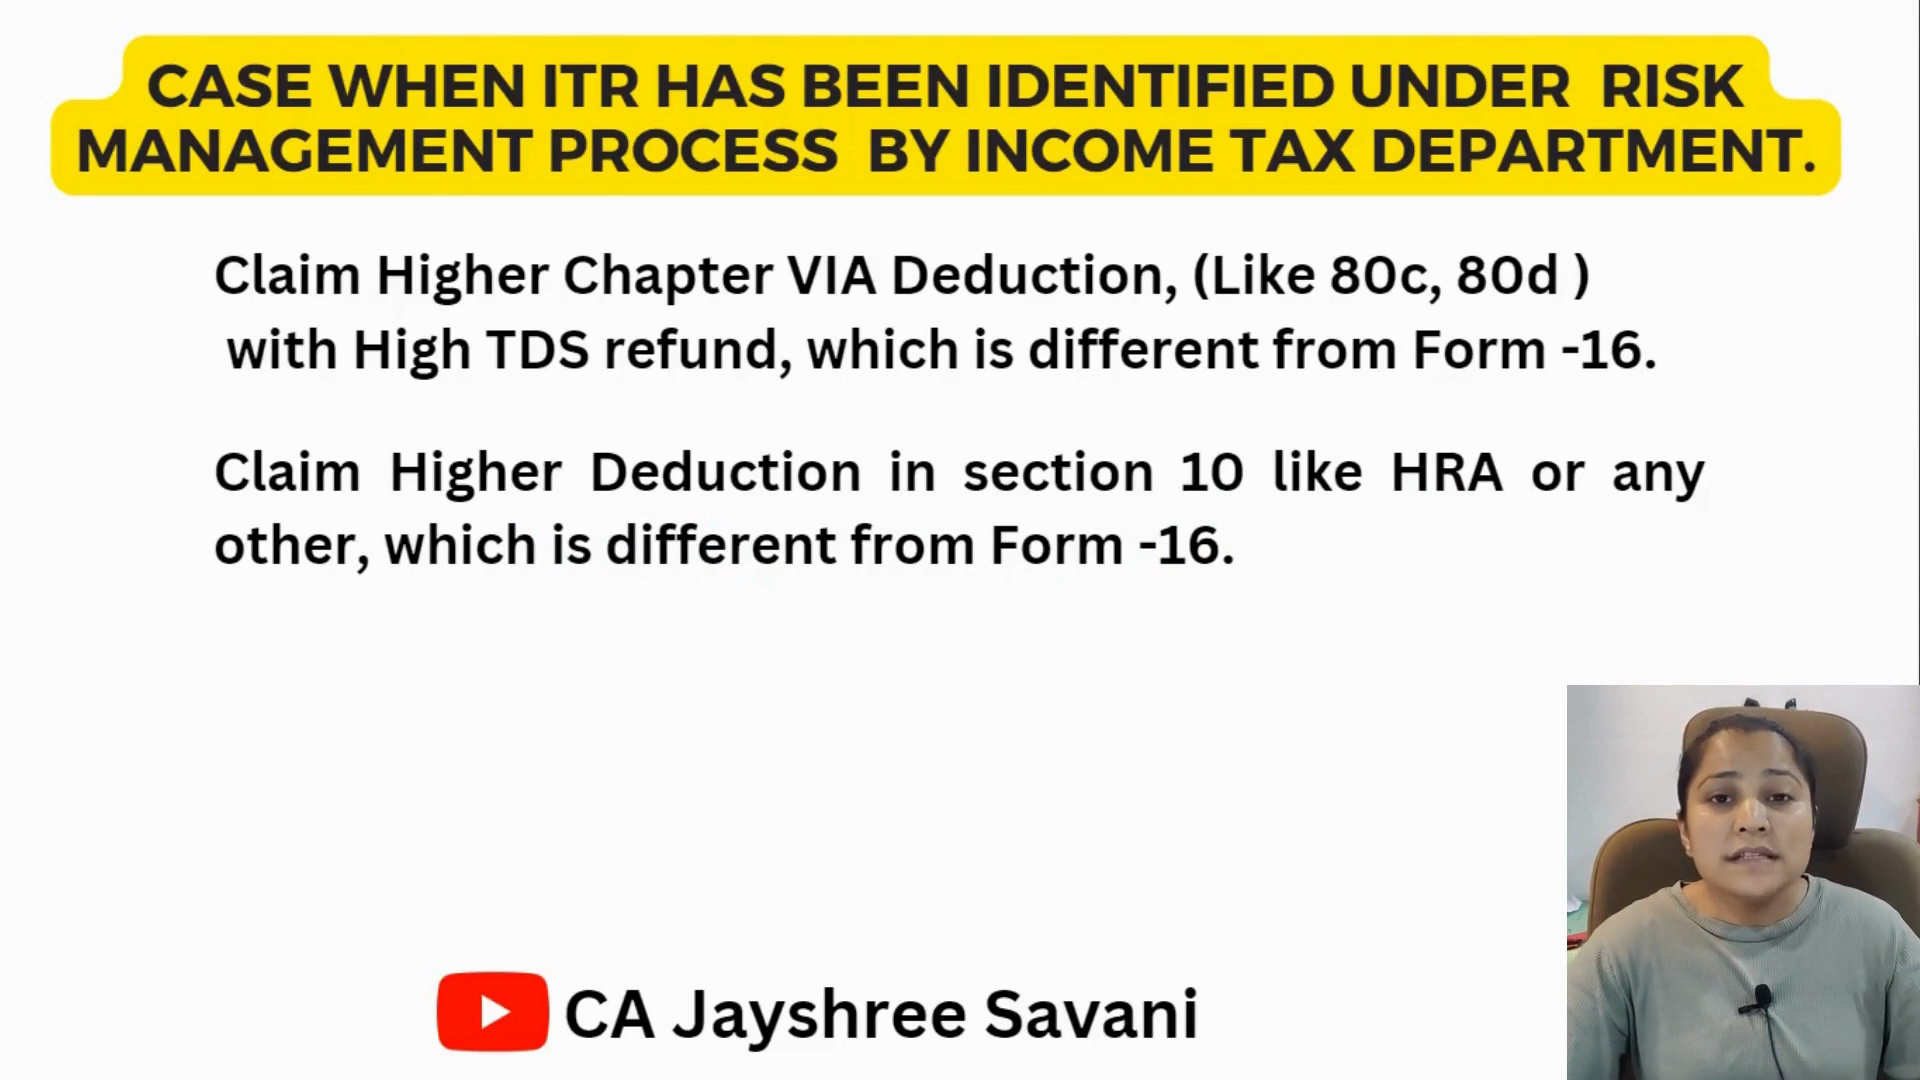 CASE WHEN ITR HAS BEEN IDENTIFIED UNDER RISK
MANAGEMENT PROCESS BY INCOME TAX DEPARTMENT.
Claim Higher Chapter VIA Deduction, (Like 80c, 80d )
with High TDS refund, which is different from Form -16.
Claim Higher Deduction in section 10 like HRA or any
other, which is different from Form -16.
CA Jayshree Savani